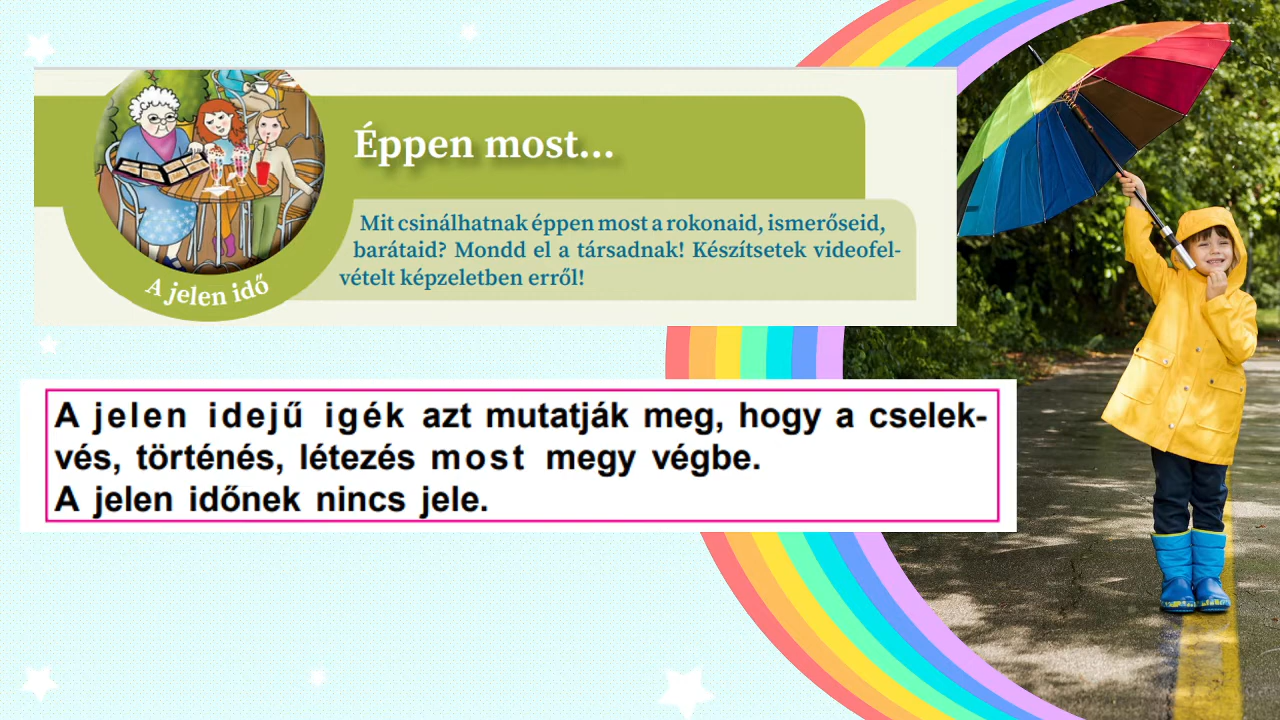 Éppen most...
Mit csinálhatnak éppen most a rokonaid, ismerőseid,
barátaid? Mondd el a társadnak! Készítsetek videofel-
vételt képzeletben erről!
A jelen idő
A jelen idejű igék azt mutatják meg, hogy a cselek-
vés, történés, létezés most megy végbe.
A jelen időnek nincs jele.